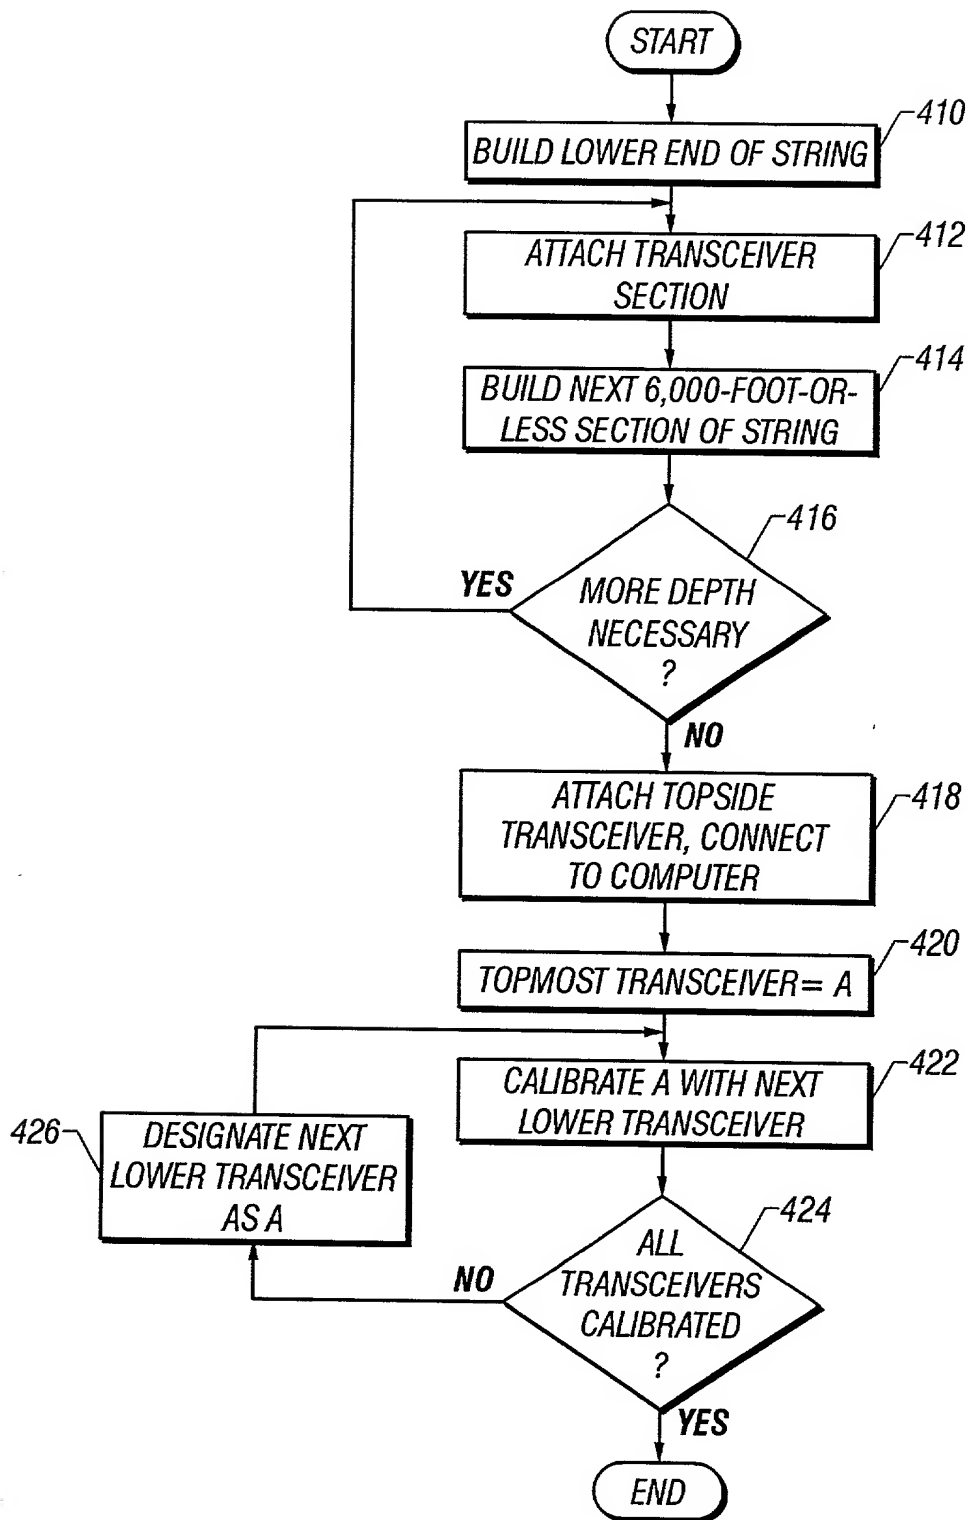 START
410
BUILD LOWER END OF STRING
412
ATTACH TRANSCEIVER
SECTION
414
BUILD NEXT 6,000-FOOT-OR-
LESS SECTION OF STRING
416
YES
MORE DEPTH
NECESSARY
?
NO
418
ATTACH TOPSIDE
TRANSCEIVER, CONNECT
TO COMPUTER
420
TOPMOST TRANSCEIVER= A
422
CALIBRATE A WITH NEXT
LOWER TRANSCEIVER
426
DESIGNATE NEXT
LOWER TRANSCEIVER
AS A
424
NO
ALL
TRANSCEIVERS
CALIBRATED
?
YES
END